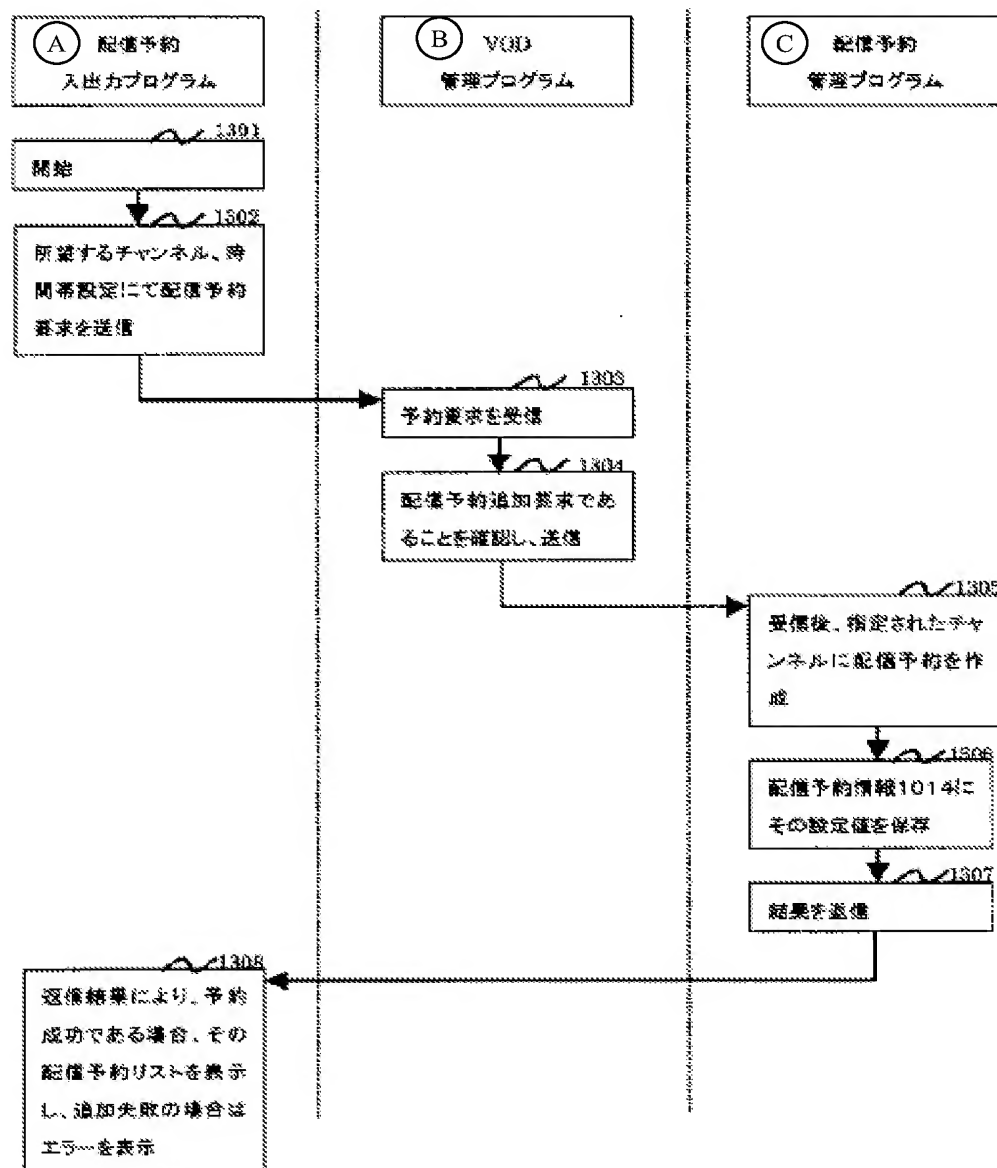 A 配信予約
入出力プログラム
B VOD
管理プログラム
C 配信予約
管理プログラム
1301
開始
1302
所望するチャンネル、時
間帯設定にて配信予約
要求を送信
1303
予約要求を受信
1304
配信予約追加要求であ
ることを確認し、送信
1305
受信後、指定されたチャ
ンネルに配信予約を作
成
1306
配信予約情報1014に
その設定値を保存
1307
結果を返信
1308
返信結果により、予約
成功である場合、その
配信予約リストを表示
し、追加失敗の場合は
エラーを表示